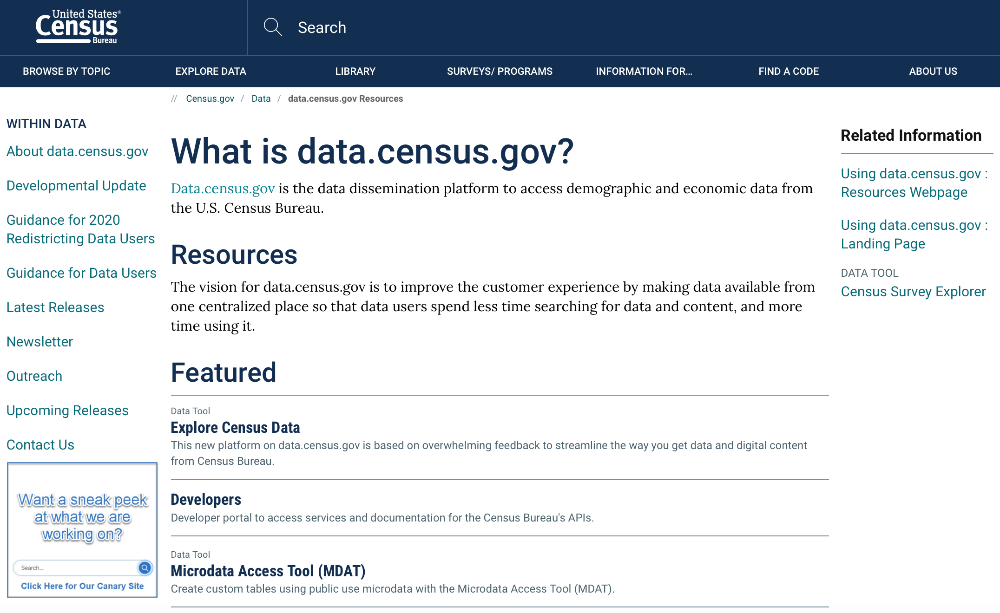 United States®
Census
Bureau
Search
BROWSE BY TOPIC
EXPLORE DATA
LIBRARY
SURVEYS/ PROGRAMS
INFORMATION FOR...
FIND A CODE
ABOUT US
// Census.gov / Data / data.census.gov Resources
WITHIN DATA
About data.census.gov
Developmental Update
Guidance for 2020
Redistricting Data Users
Guidance for Data Users
Latest Releases
Newsletter
Outreach
Upcoming Releases
Contact Us
Want a sneak peek
at what we are
working on?
Search...
Click Here for Our Canary Site
What is data.census.gov?
Data.census.gov is the data dissemination platform to access demographic and economic data from
the U.S. Census Bureau.
Resources
The vision for data.census.gov is to improve the customer experience by making data available from
one centralized place so that data users spend less time searching for data and content, and more
time using it.
Featured
Data Tool
Explore Census Data
This new platform on data.census.gov is based on overwhelming feedback to streamline the way you get data and digital content
from Census Bureau.
Developers
Developer portal to access services and documentation for the Census Bureau's APIs.
Data Tool
Microdata Access Tool (MDAT)
Create custom tables using public use microdata with the Microdata Access Tool (MDAT).
Related Information
Using data.census.gov :
Resources Webpage
Using data.census.gov :
Landing Page
DATA TOOL
Census Survey Explorer